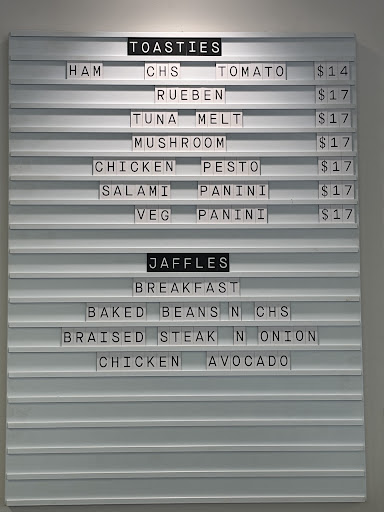 TOASTIES
HAM CHS TOMATO $14
RUEBEN $17
TUNA MELT $17
MUSHROOM $17
CHICKEN PESTO $17
SALAMI PANINI $17
VEG PANINI $17
JAFFLES
BREAKFAST
BAKED BEANS N CHS
BRAISED STEAK N ONION
CHICKEN AVOCADO